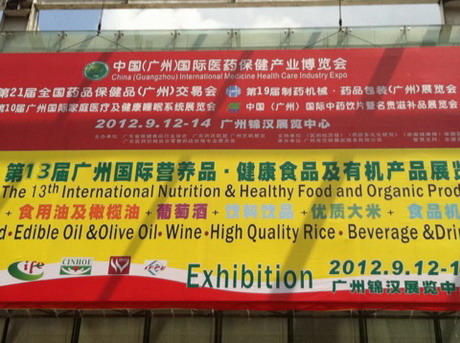 中国(广州)国际医药保健产业博览会
China (Guangzhou) International Medicine Health Care Industry Expo
第21届全国药品保健品(广州)交易会 第19届制药机械·药品包装(广州)展览会
第10届广州国际家庭医疗及健康睡眠系统展览会 中国(广州)国际中药饮片暨名贵滋补品展览会
2012.9.12-14 广州锦汉展览中心
第13届广州国际营养品·健康食品及有机产品展览
The 13th International Nutrition & Healthy Food and Organic Prod
+ 食用油及橄榄油 + 葡萄酒 + 饮料饮品 + 优质大米 + 食品机
d·Edible Oil &Olive Oil·Wine·High Quality Rice·Beverage &Drin
ife CINHOE
Exhibition 2012.9.12-1
广州锦汉展览中